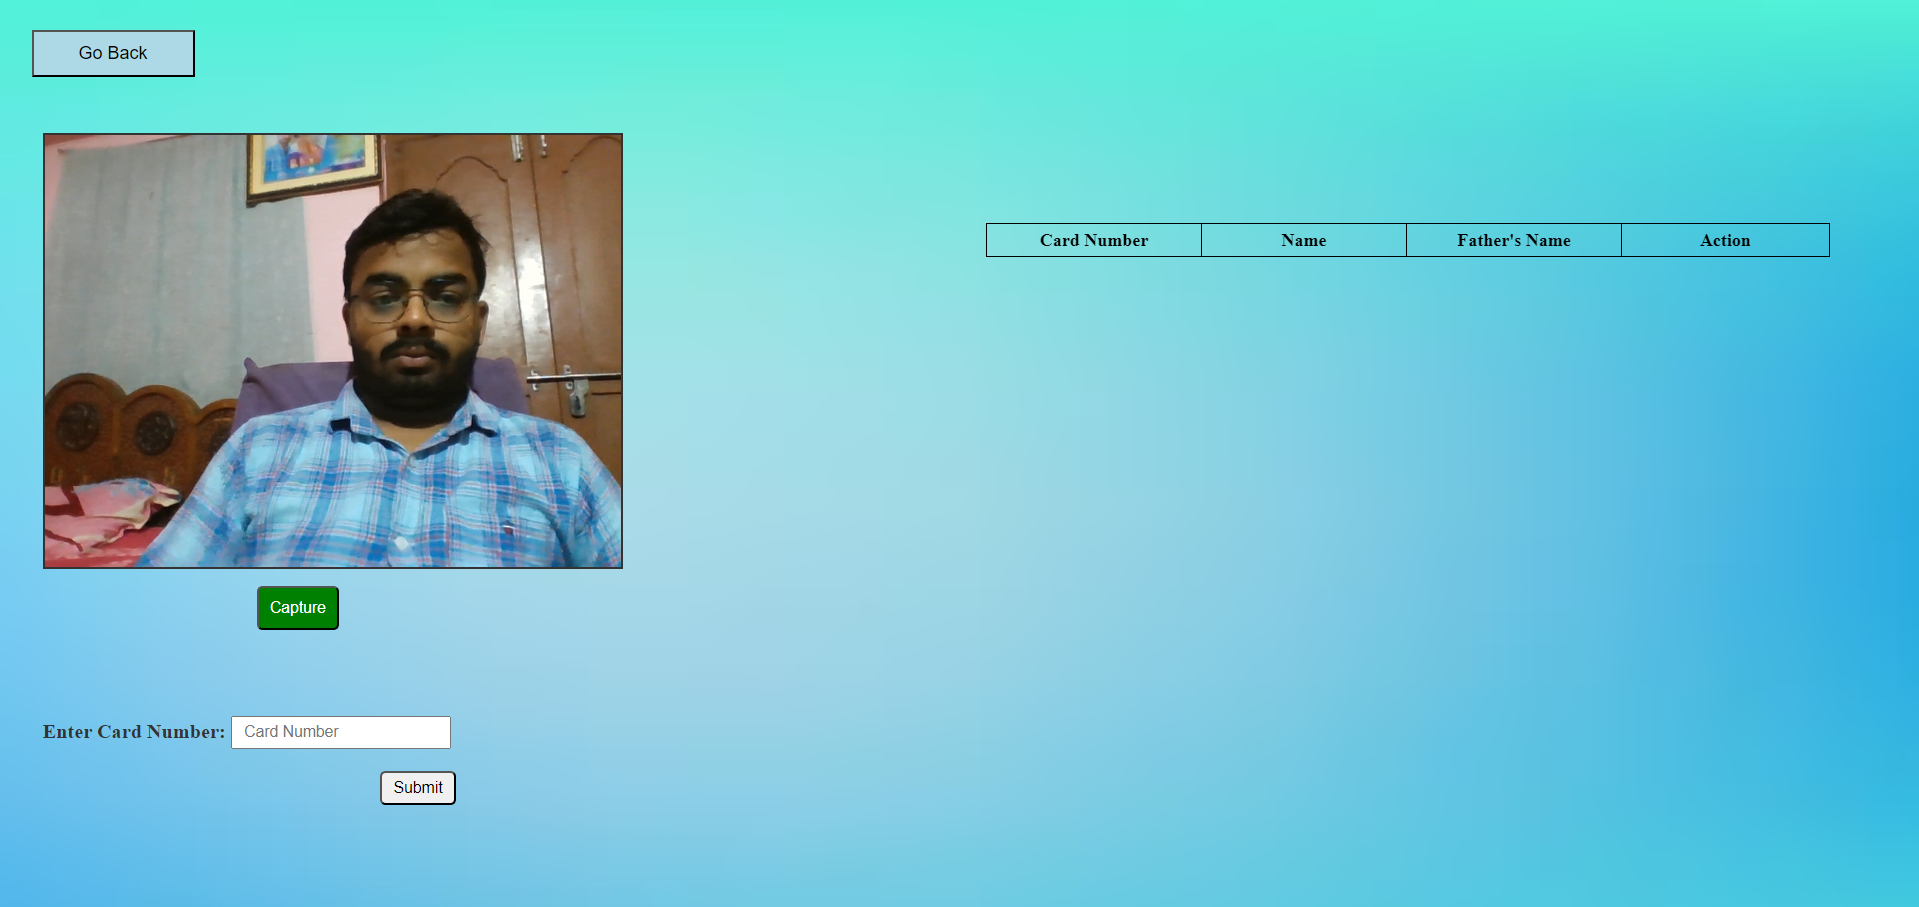 Go Back
Card Number Name Father's Name Action
Capture
Enter Card Number: Card Number
Submit